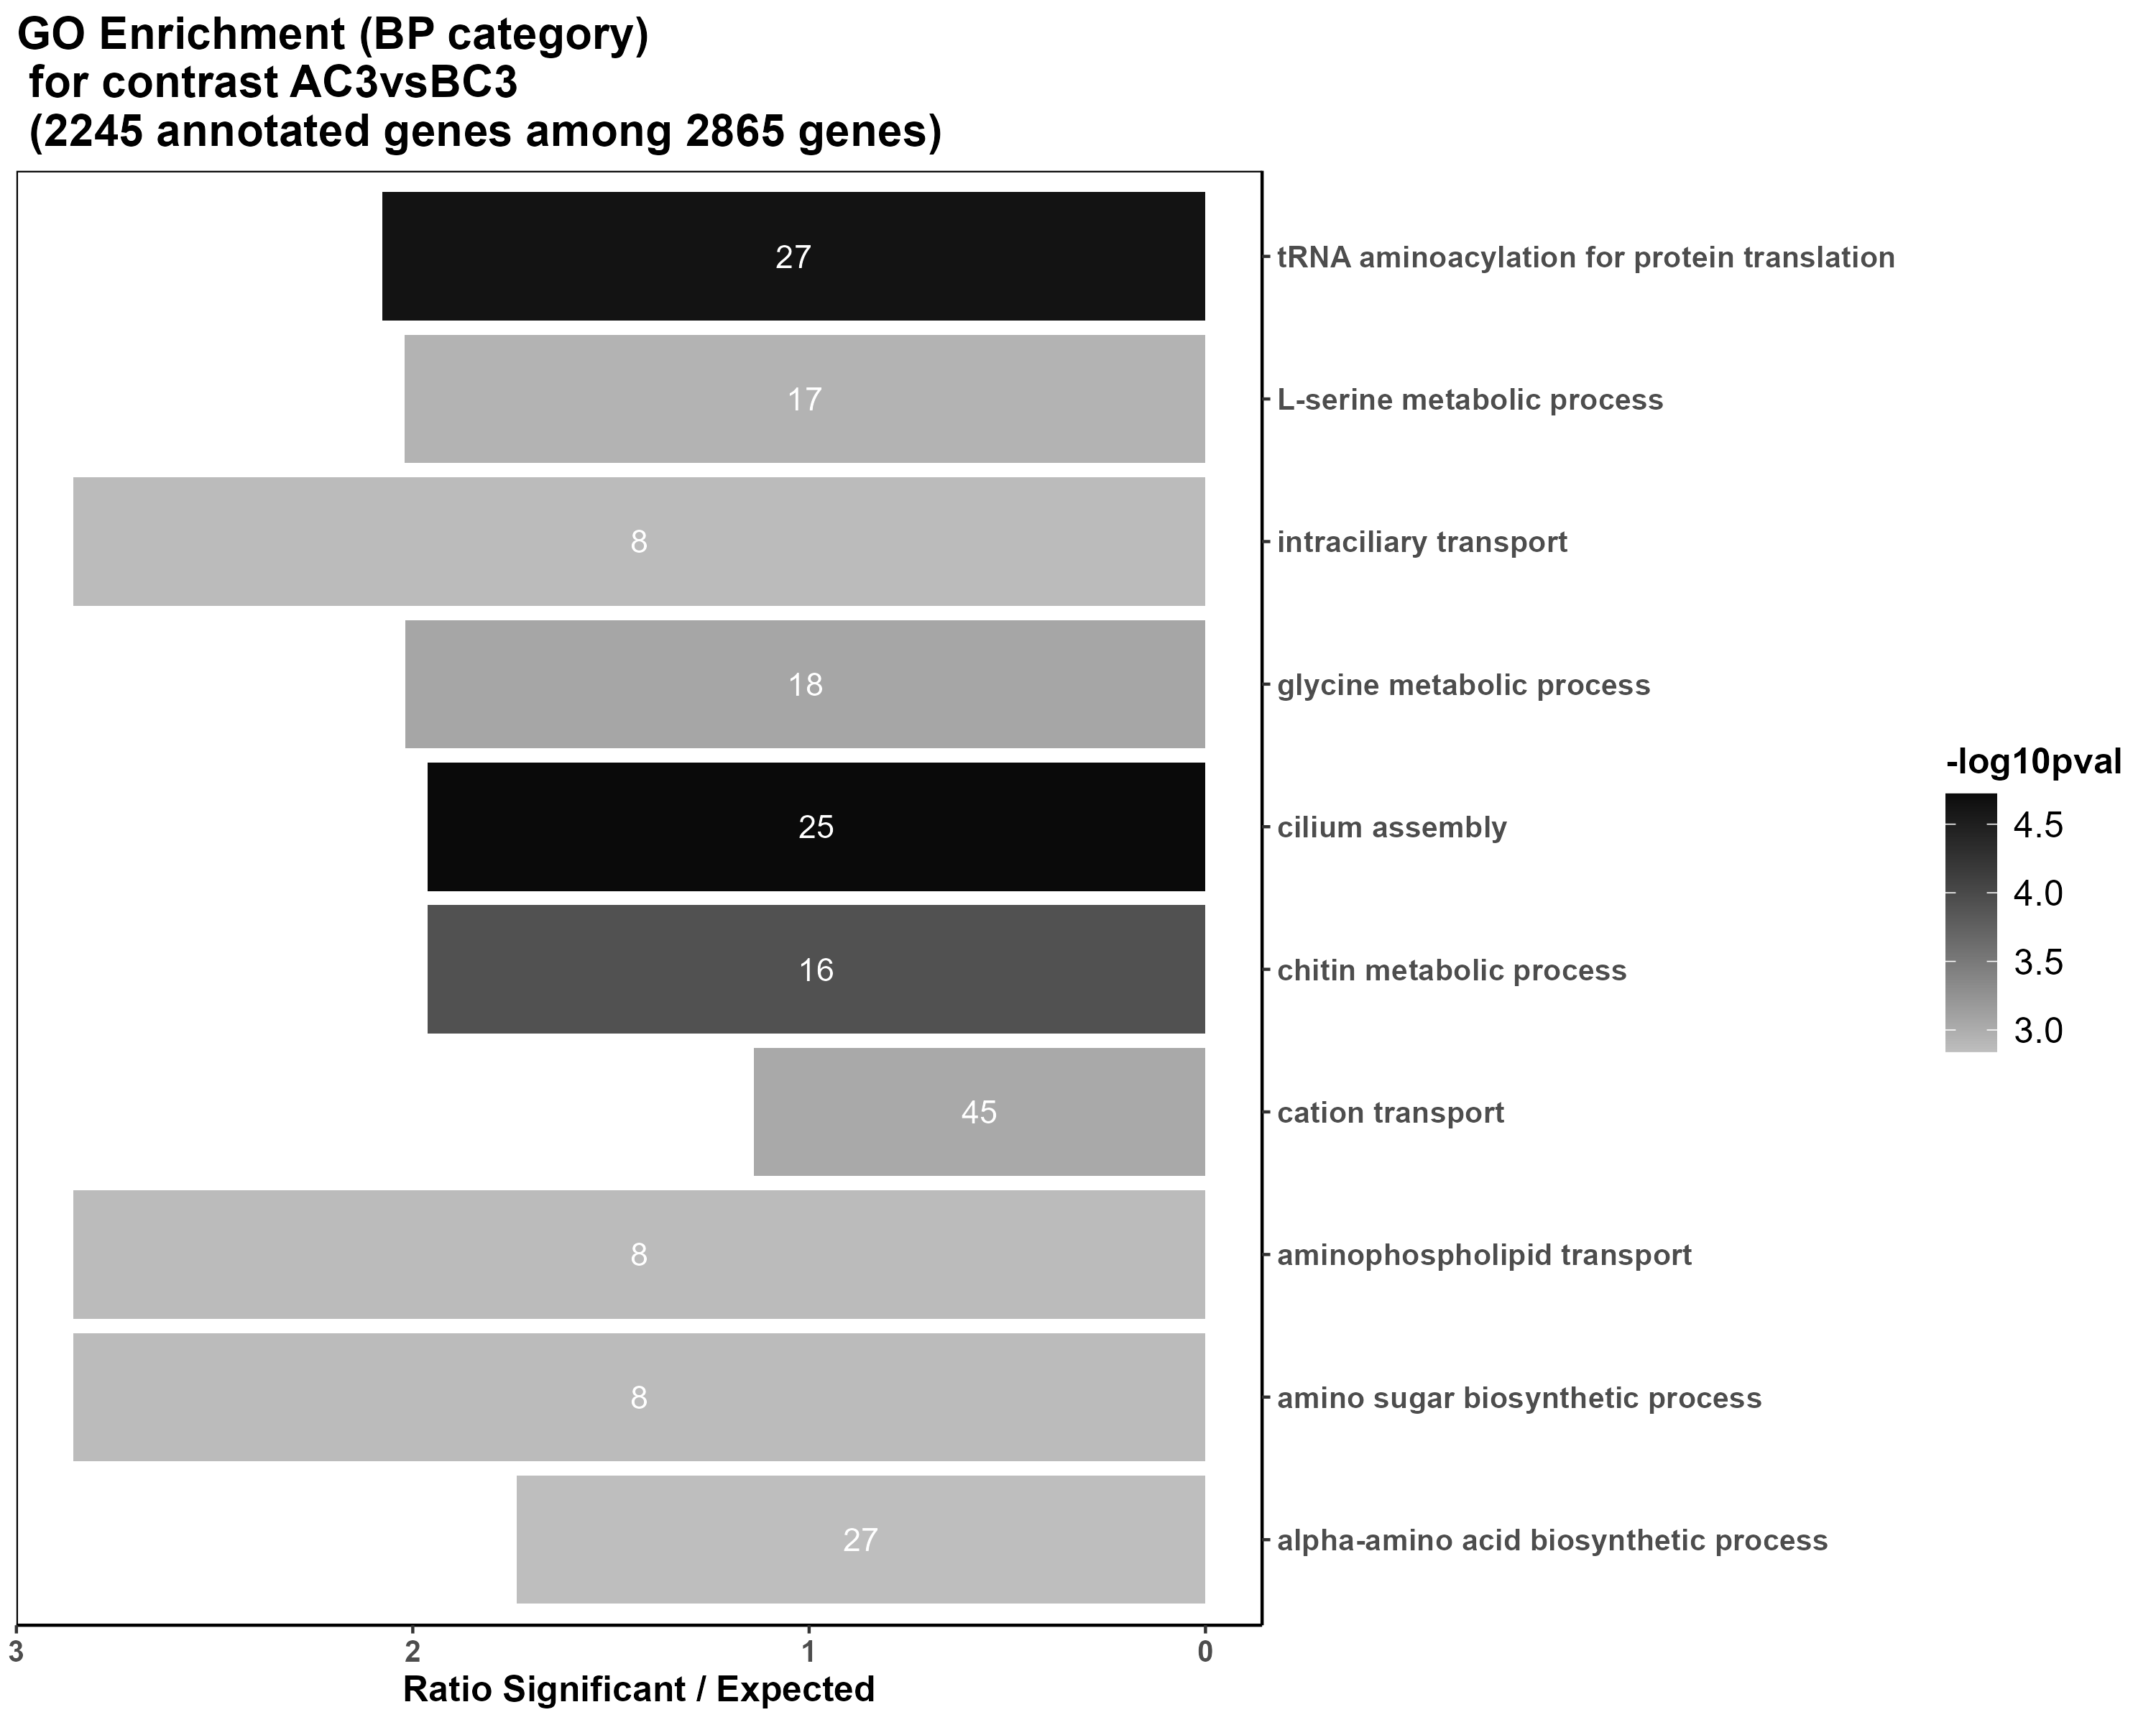 GO Enrichment (BP category)
for contrast AC3vsBC3
(2245 annotated genes among 2865 genes)
27 tRNA aminoacylation for protein translation
17 L-serine metabolic process
8 intraciliary transport
18 glycine metabolic process
25 cilium assembly
16 chitin metabolic process
45 cation transport
8 aminophospholipid transport
8 amino sugar biosynthetic process
27 alpha-amino acid biosynthetic process
3 2 1 0
Ratio Significant / Expected
-log10pval
4.5
4.0
3.5
3.0